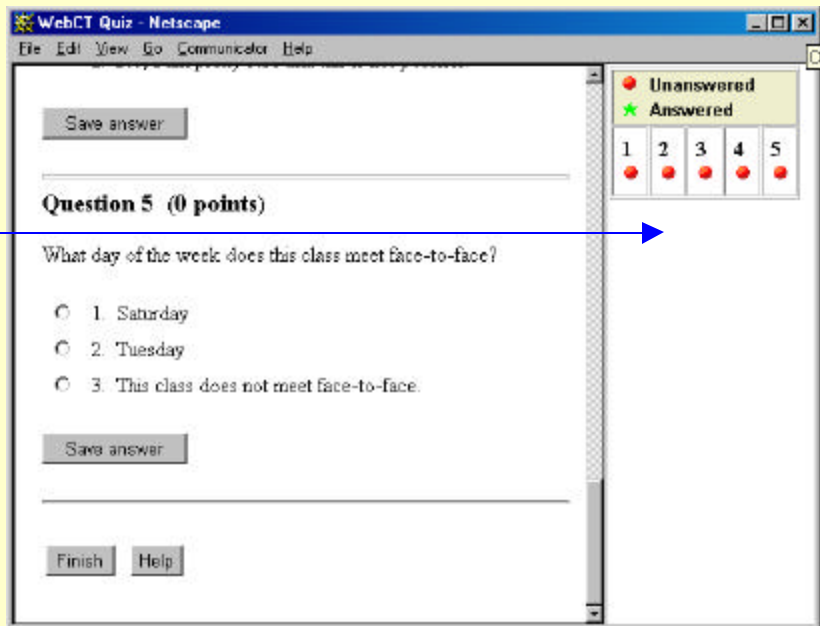 WebCT Quiz - Netscape
File Edit View Go Communicator Help
Save answer
Question 5 (0 points)
What day of the week does this class meet face-to-face?
1. Saturday
2. Tuesday
3. This class does not meet face-to-face.
Save answer
Finish Help
Unanswered
Answered
1 2 3 4 5